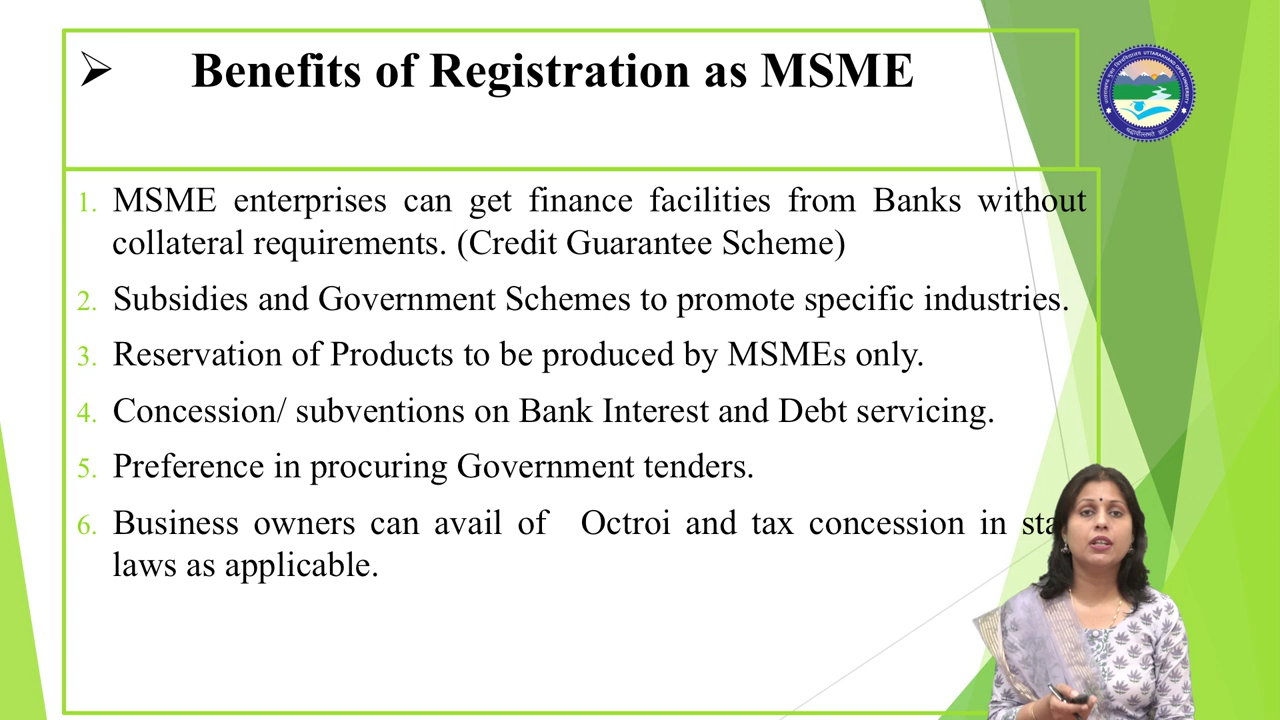 ➢ Benefits of Registration as MSME
UTTARAKHAND OPEN UNIVERSITY
1. MSME enterprises can get finance facilities from Banks without
collateral requirements. (Credit Guarantee Scheme)
2. Subsidies and Government Schemes to promote specific industries.
3. Reservation of Products to be produced by MSMEs only.
4. Concession/ subventions on Bank Interest and Debt servicing.
5. Preference in procuring Government tenders.
6. Business owners can avail of Octroi and tax concession in
laws as applicable.